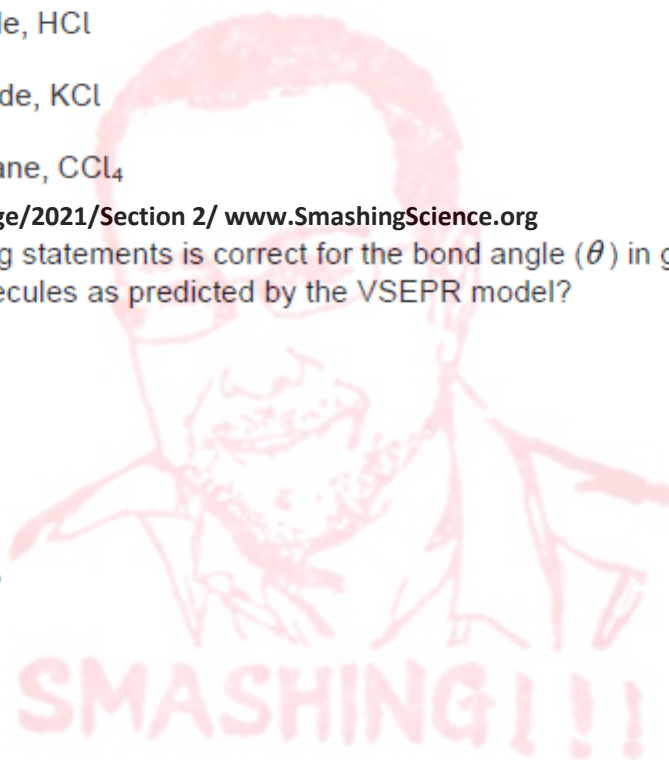 le, HCl
de, KCl
ane, CCl₄
ge/2021/Section 2/ www.SmashingScience.org
g statements is correct for the bond angle (θ) in g
ecules as predicted by the VSEPR model?
SMASHING!!!